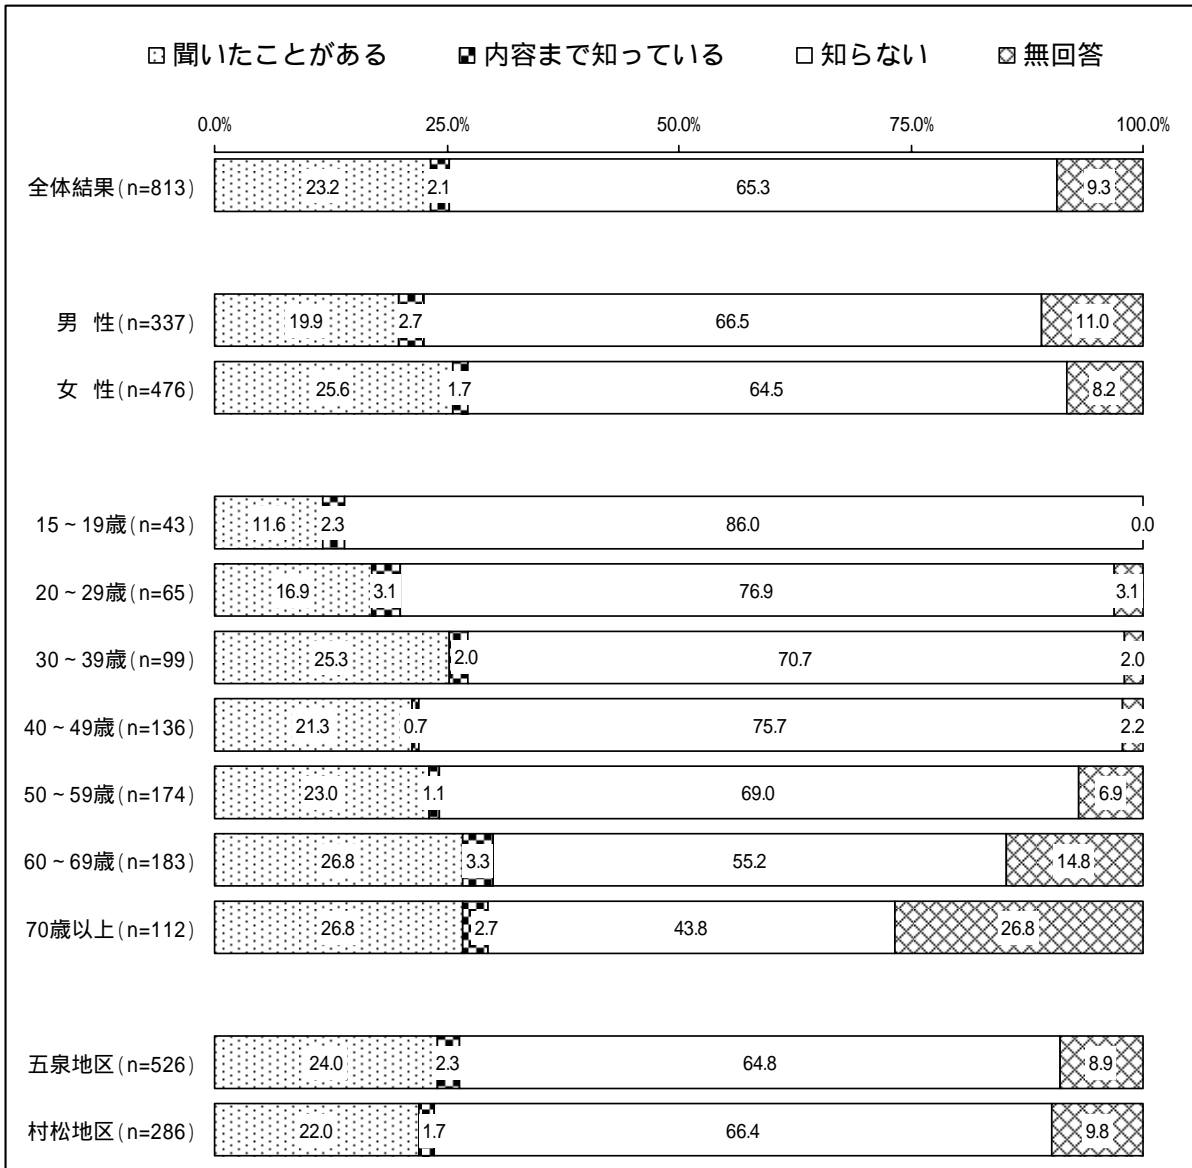 聞いたことがある 内容まで知っている 知らない 無回答
0.0% 25.0% 50.0% 75.0% 100.0%
全体結果(n=813) 23.2 2.1 65.3 9.3
男 性(n=337) 19.9 2.7 66.5 11.0
女 性(n=476) 25.6 1.7 64.5 8.2
15~19歳(n=43) 11.6 2.3 86.0 0.0
20~29歳(n=65) 16.9 3.1 76.9 3.1
30~39歳(n=99) 25.3 2.0 70.7 2.0
40~49歳(n=136) 21.3 0.7 75.7 2.2
50~59歳(n=174) 23.0 1.1 69.0 6.9
60~69歳(n=183) 26.8 3.3 55.2 14.8
70歳以上(n=112) 26.8 2.7 43.8 26.8
五泉地区(n=526) 24.0 2.3 64.8 8.9
村松地区(n=286) 22.0 1.7 66.4 9.8